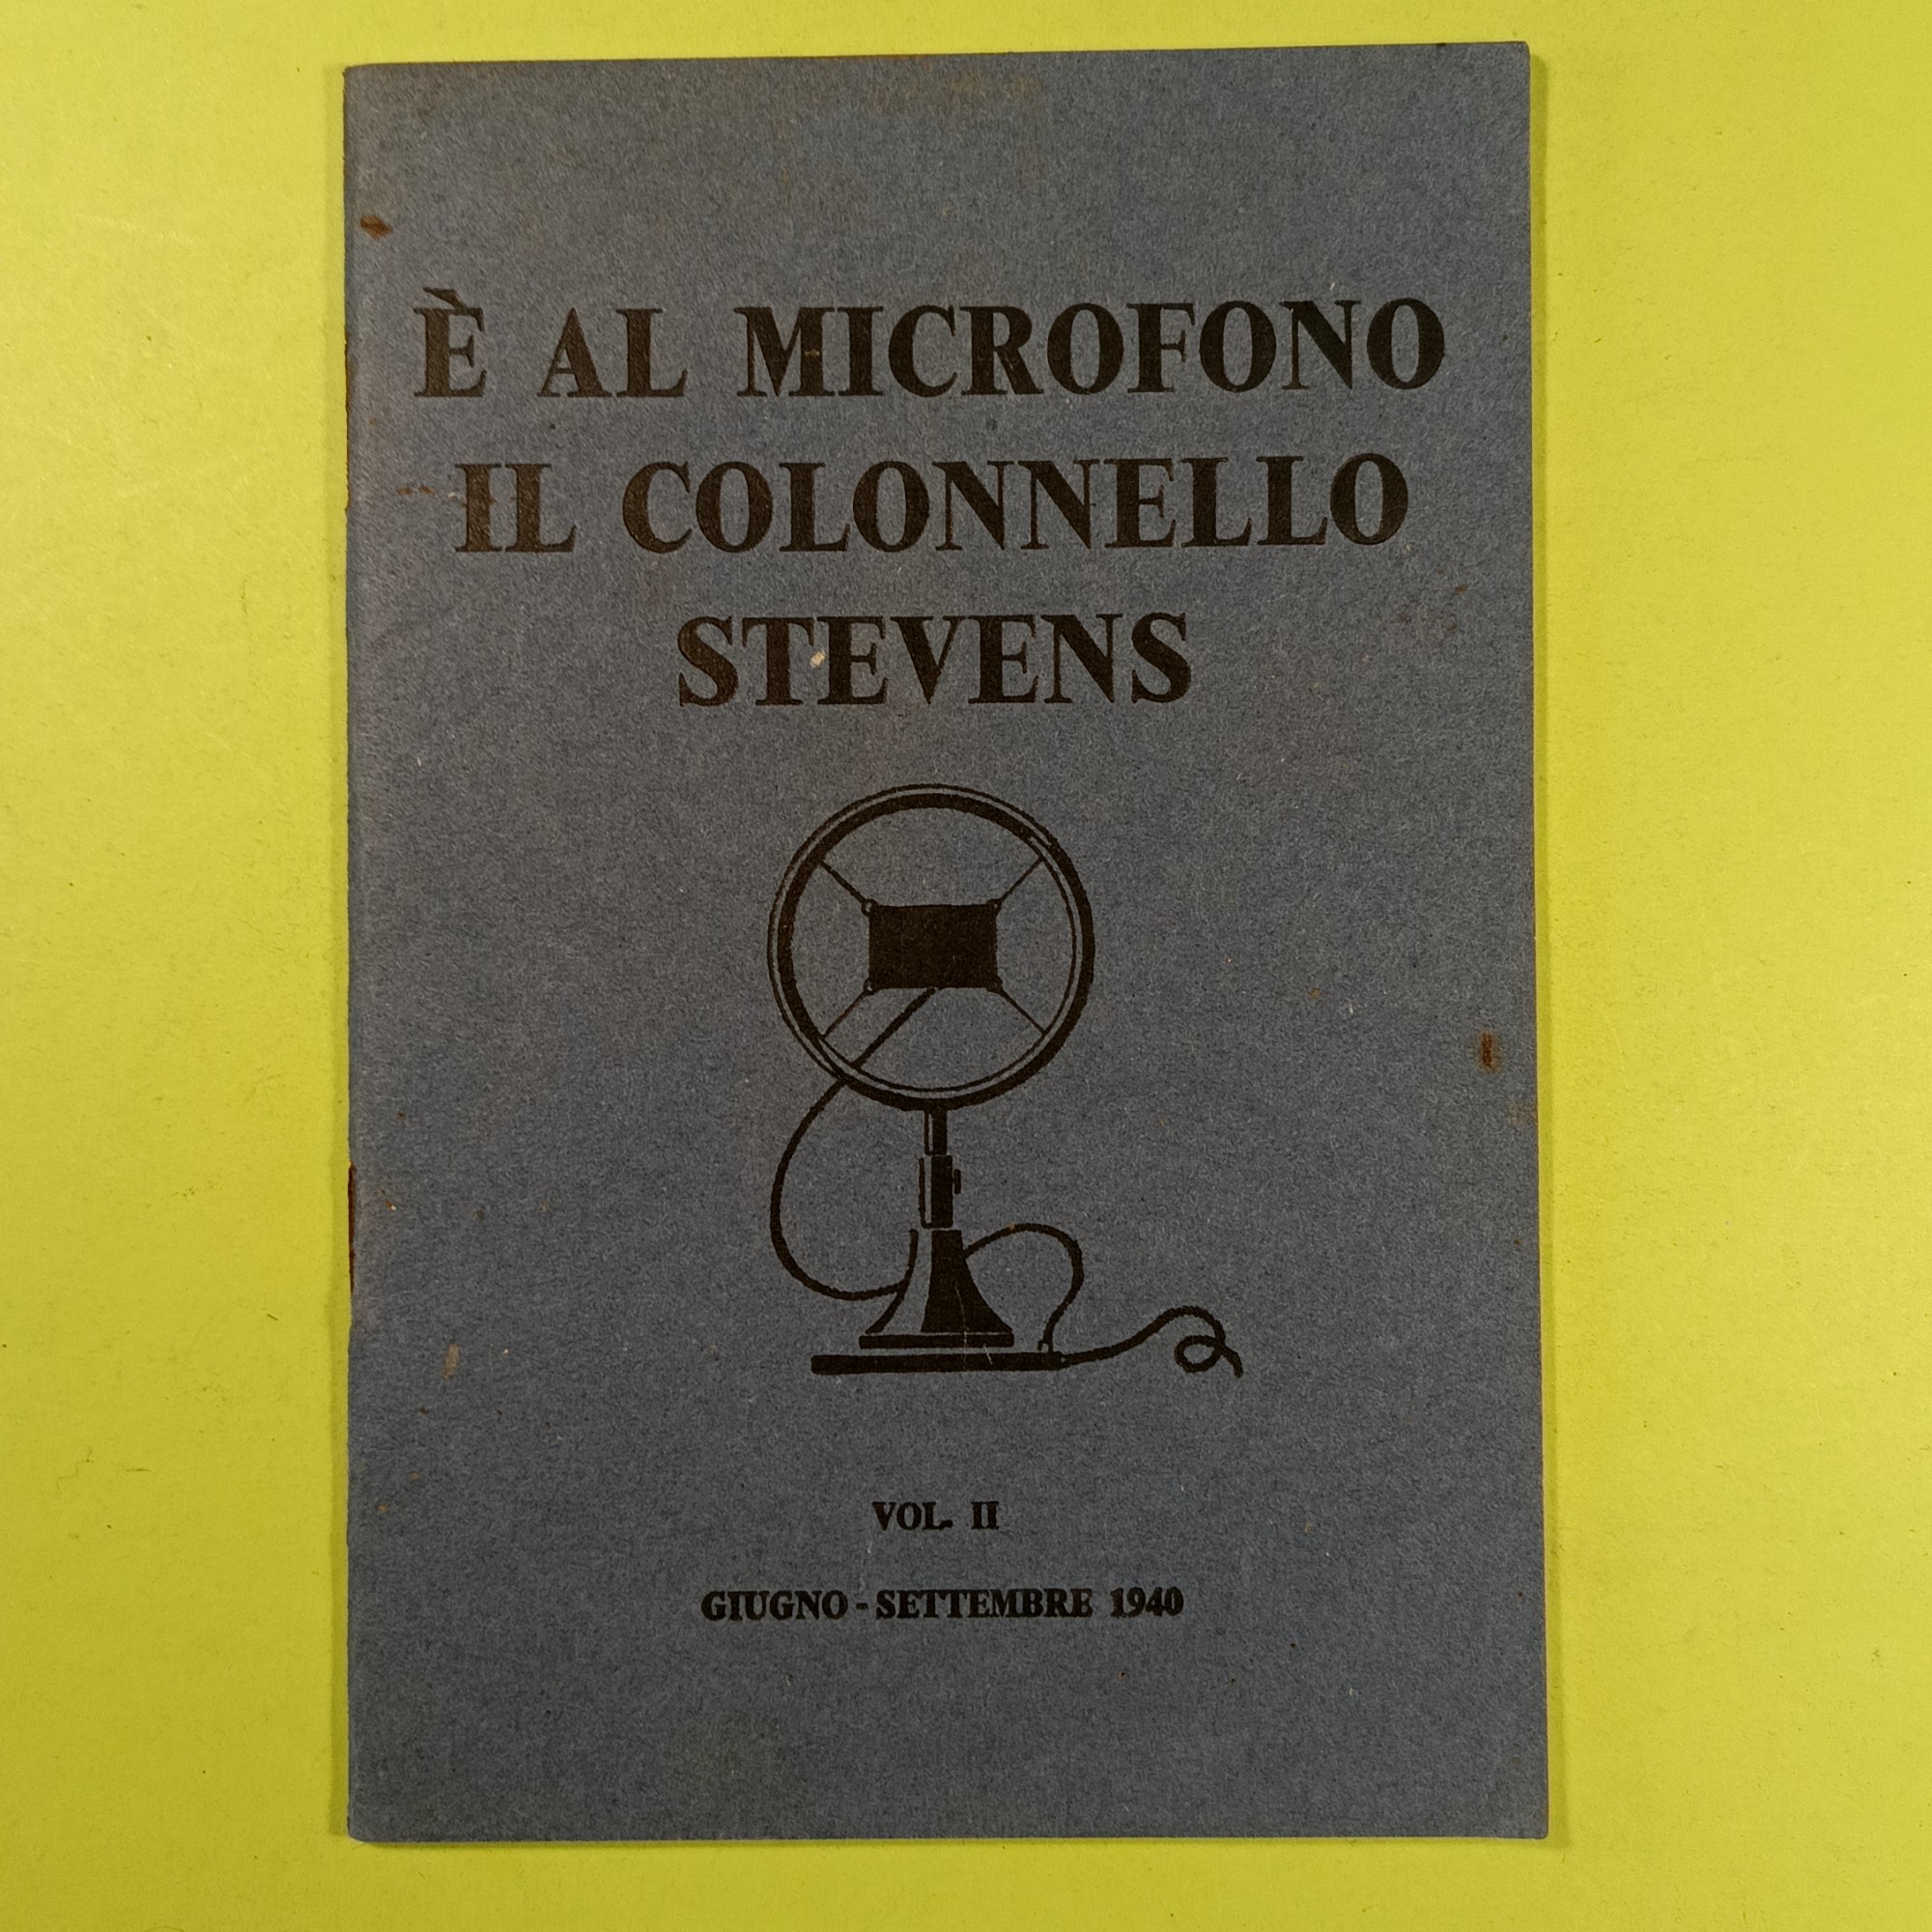 È AL MICROFONO
IL COLONNELLO
STEVENS
VOL. II
GIUGNO - SETTEMBRE 1940